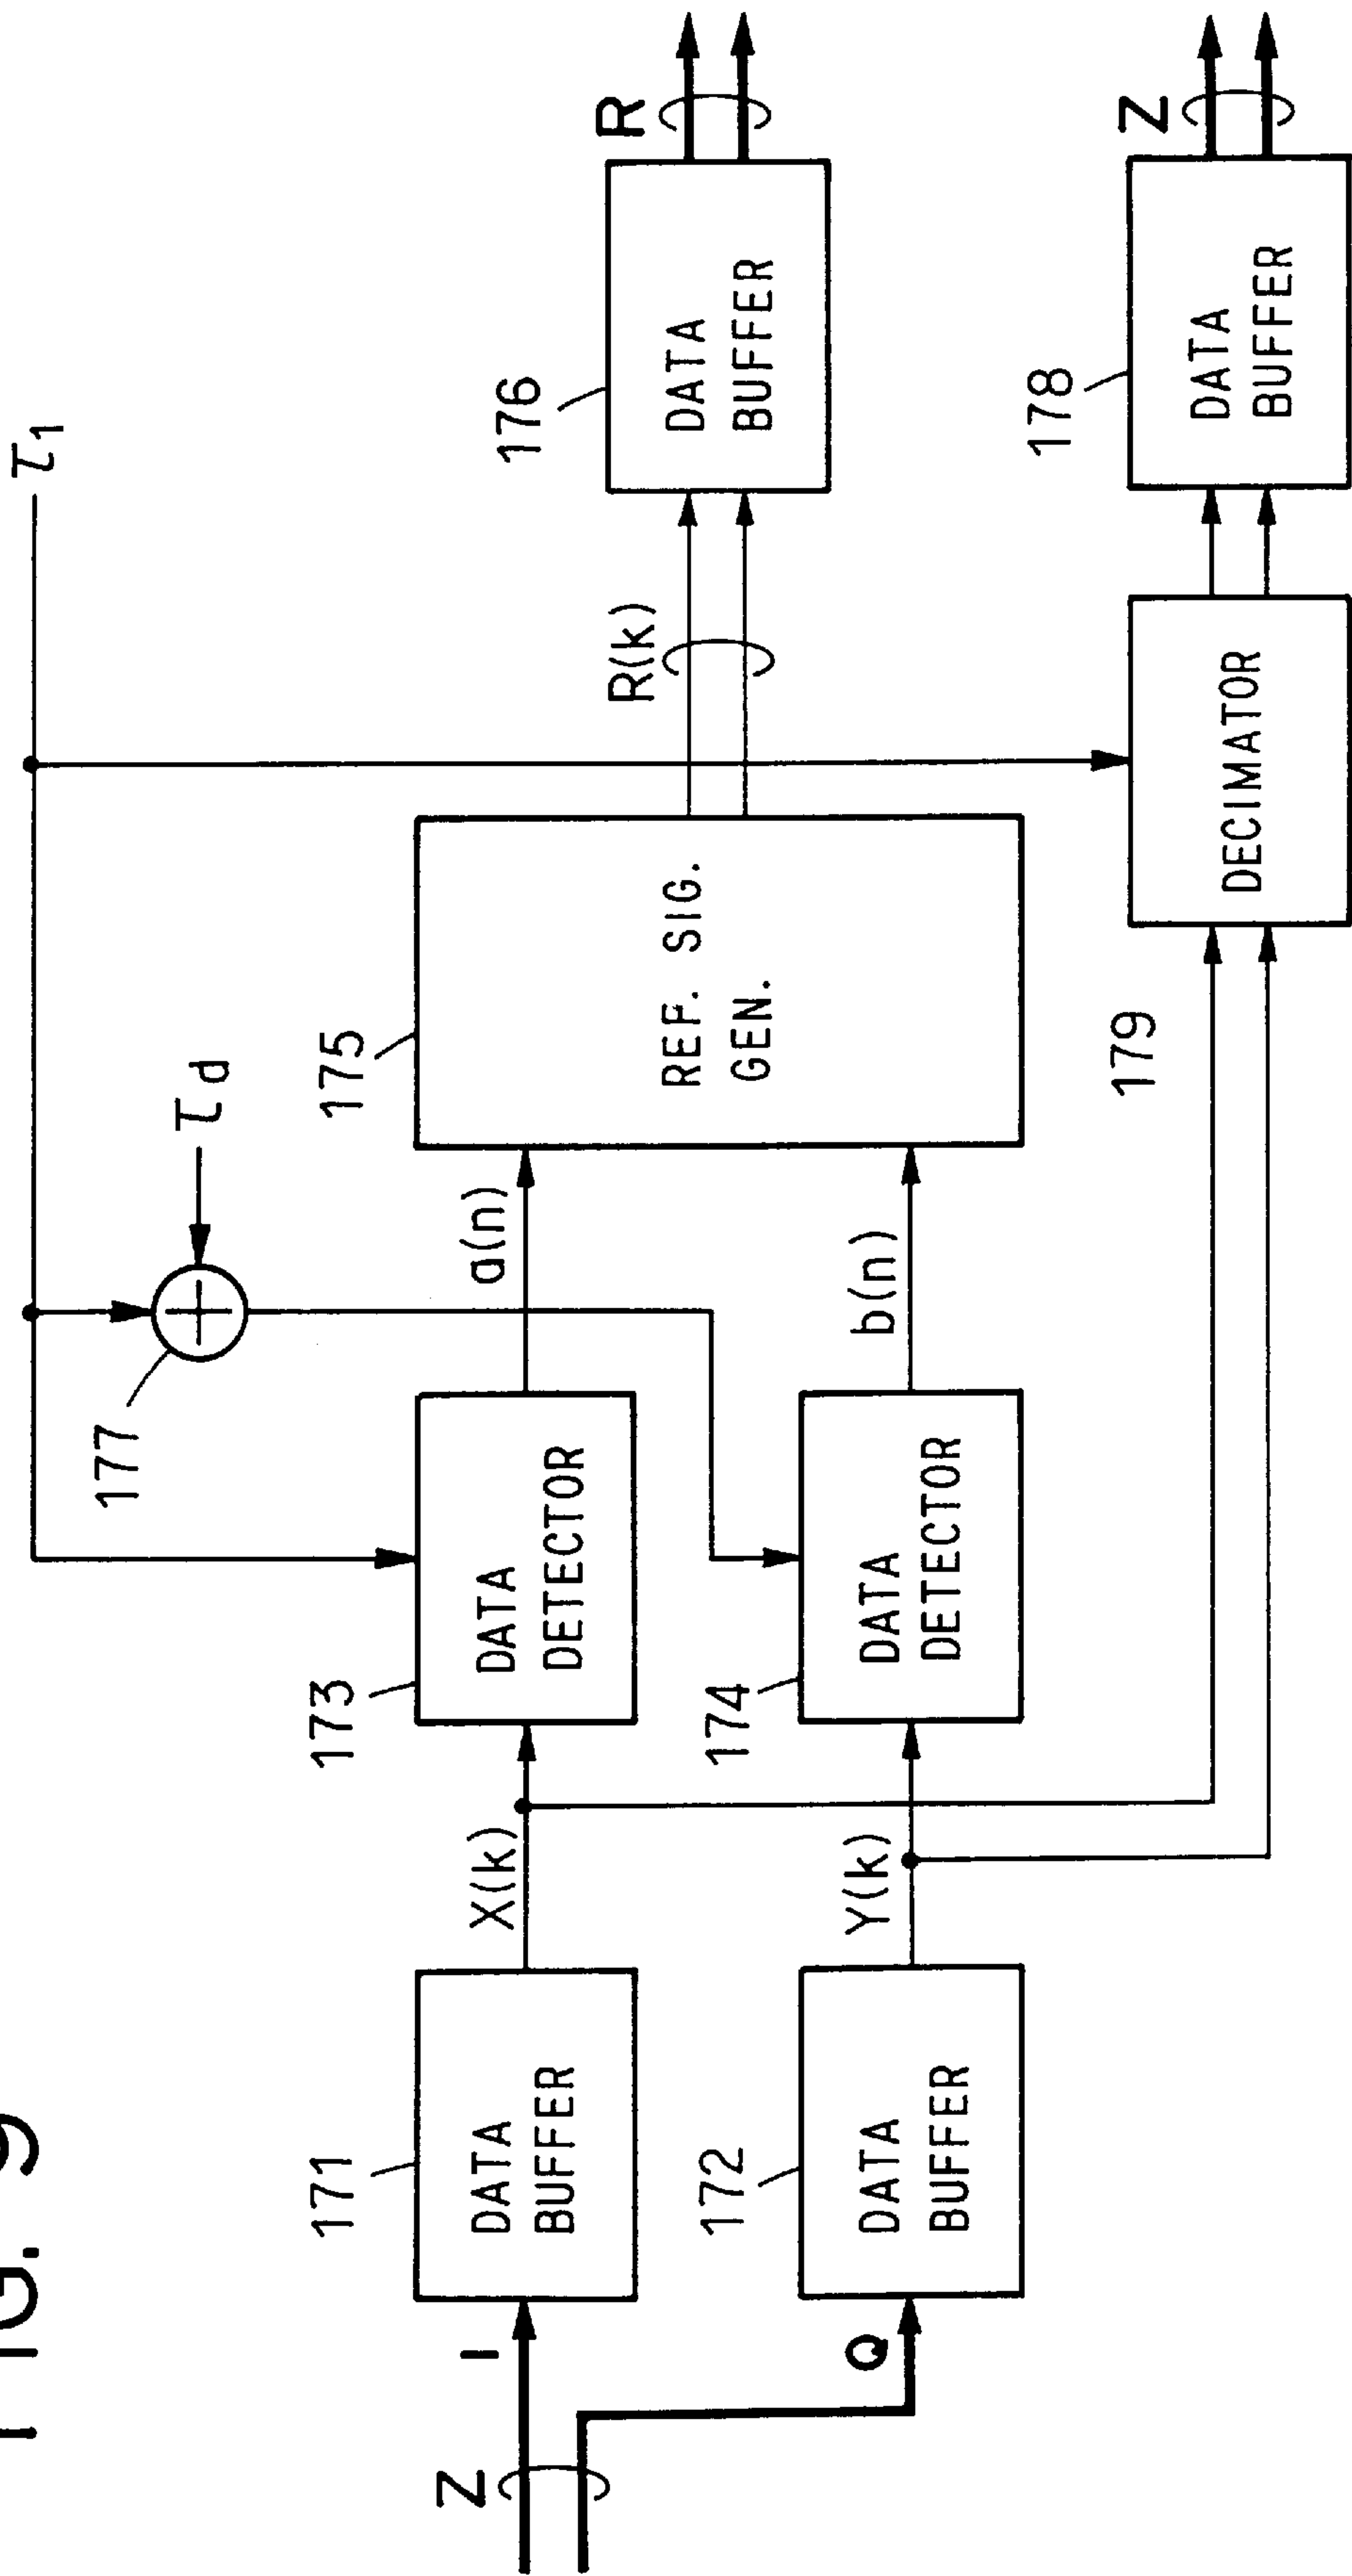 FIG. 9
τ1
τd
177
173
DATA
DETECTOR
a(n)
175
REF. SIG.
GEN.
R(k)
176
DATA
BUFFER
R
171
DATA
BUFFER
X(k)
I
Z
Q
172
DATA
BUFFER
Y(k)
174
DATA
DETECTOR
b(n)
179
DECIMATOR
178
DATA
BUFFER
Z